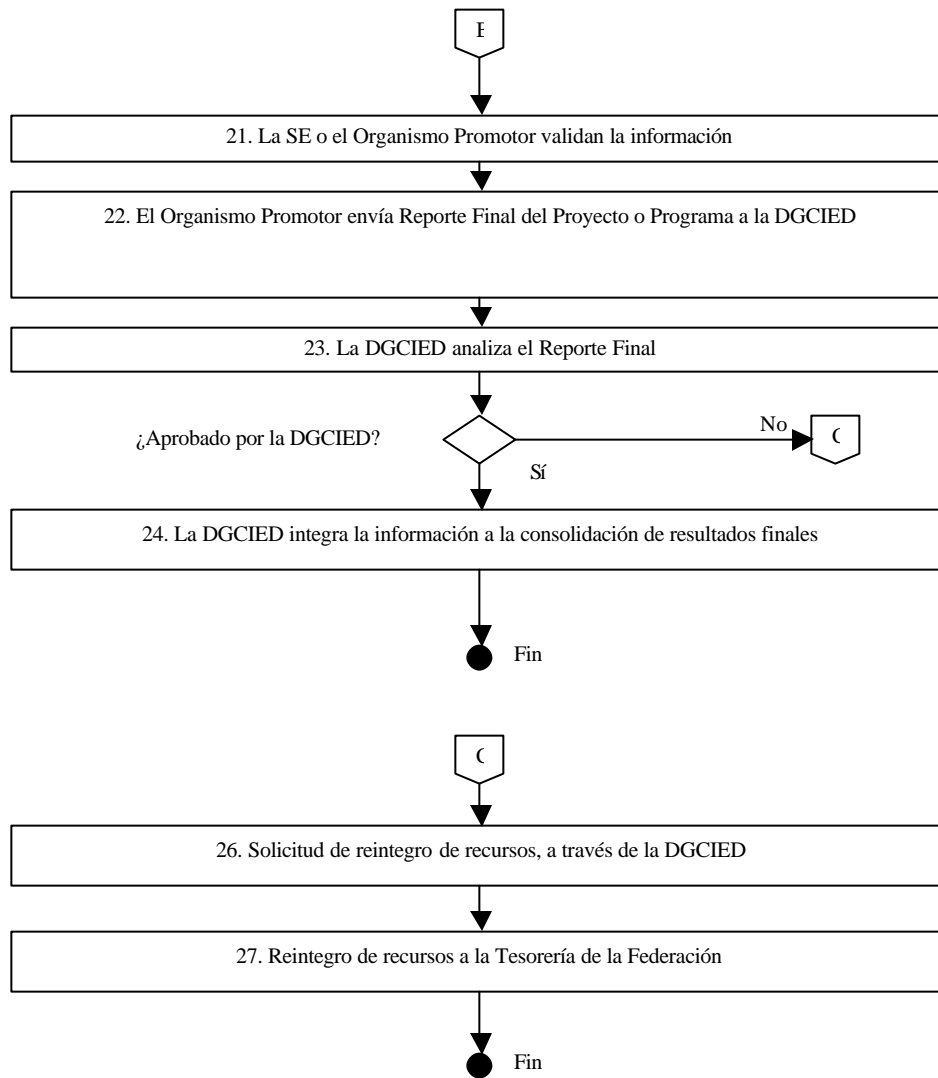 21. La SE o el Organismo Promotor validan la información
22. El Organismo Promotor envía Reporte Final del Proyecto o Programa a la DGCIED
23. La DGCIED analiza el Reporte Final
¿Aprobado por la DGCIED?
No
Sí
24. La DGCIED integra la información a la consolidación de resultados finales
Fin
26. Solicitud de reintegro de recursos, a través de la DGCIED
27. Reintegro de recursos a la Tesorería de la Federación
Fin